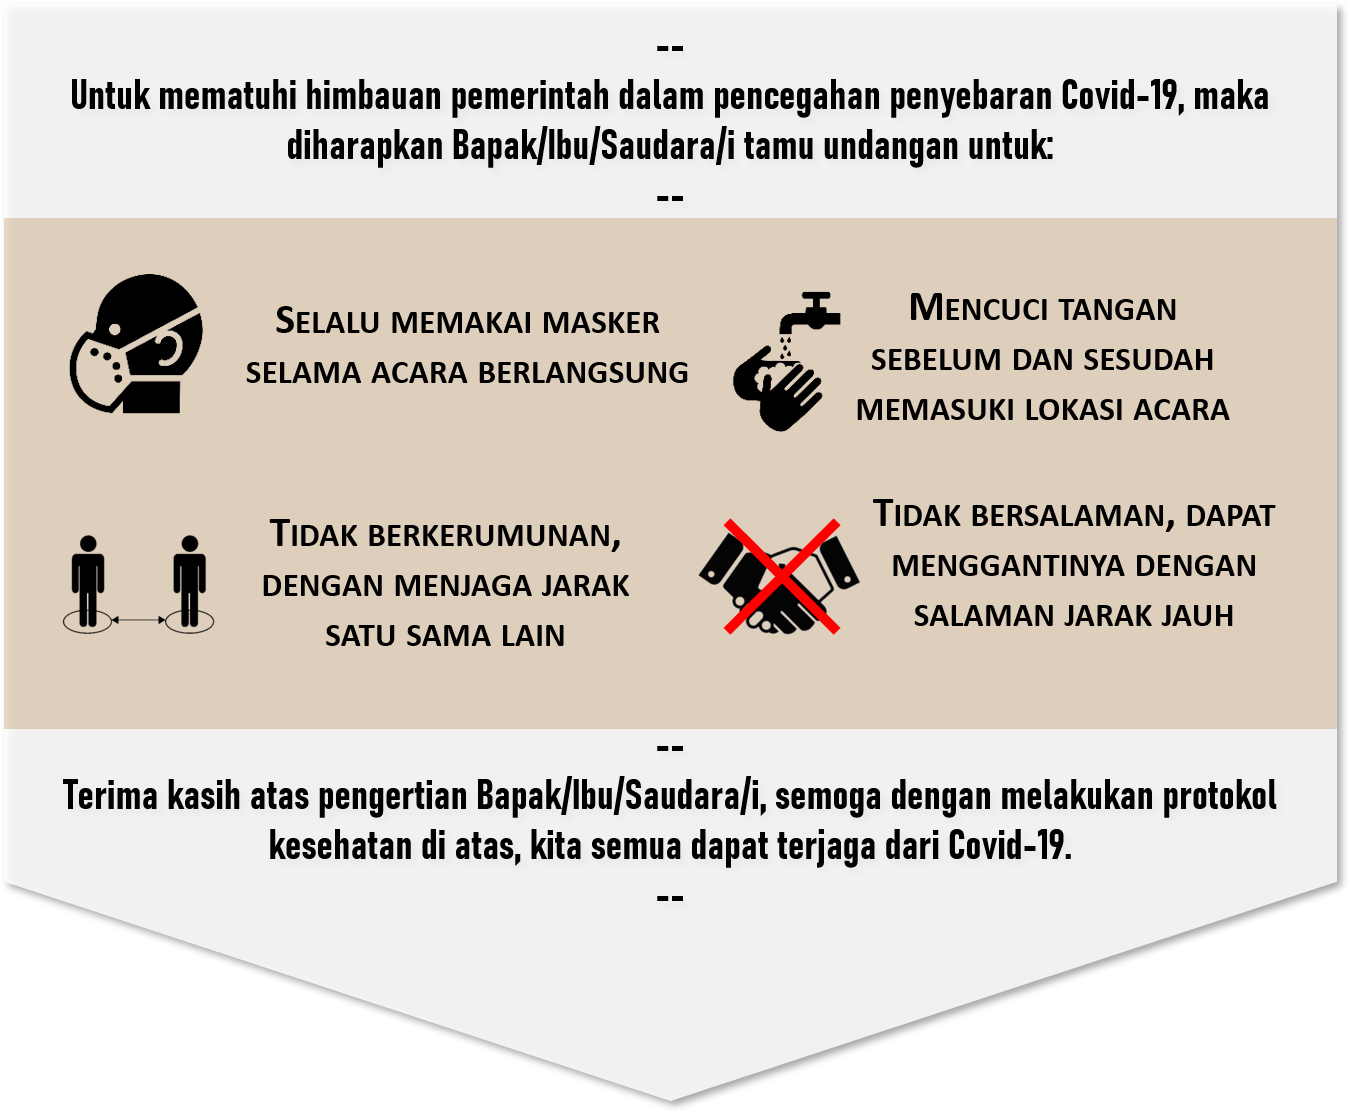 --
Untuk mematuhi himbauan pemerintah dalam pencegahan penyebaran Covid-19, maka
diharapkan Bapak/Ibu/Saudara/i tamu undangan untuk:
--
SELALU MEMAKAI MASKER
SELAMA ACARA BERLANGSUNG
MENCUCI TANGAN
SEBELUM DAN SESUDAH
MEMASUKI LOKASI ACARA
TIDAK BERKERUMUNAN,
DENGAN MENJAGA JARAK
SATU SAMA LAIN
TIDAK BERSALAMAN, DAPAT
MENGGANTINYA DENGAN
SALAMAN JARAK JAUH
--
Terima kasih atas pengertian Bapak/Ibu/Saudara/i, semoga dengan melakukan protokol
kesehatan di atas, kita semua dapat terjaga dari Covid-19.
--